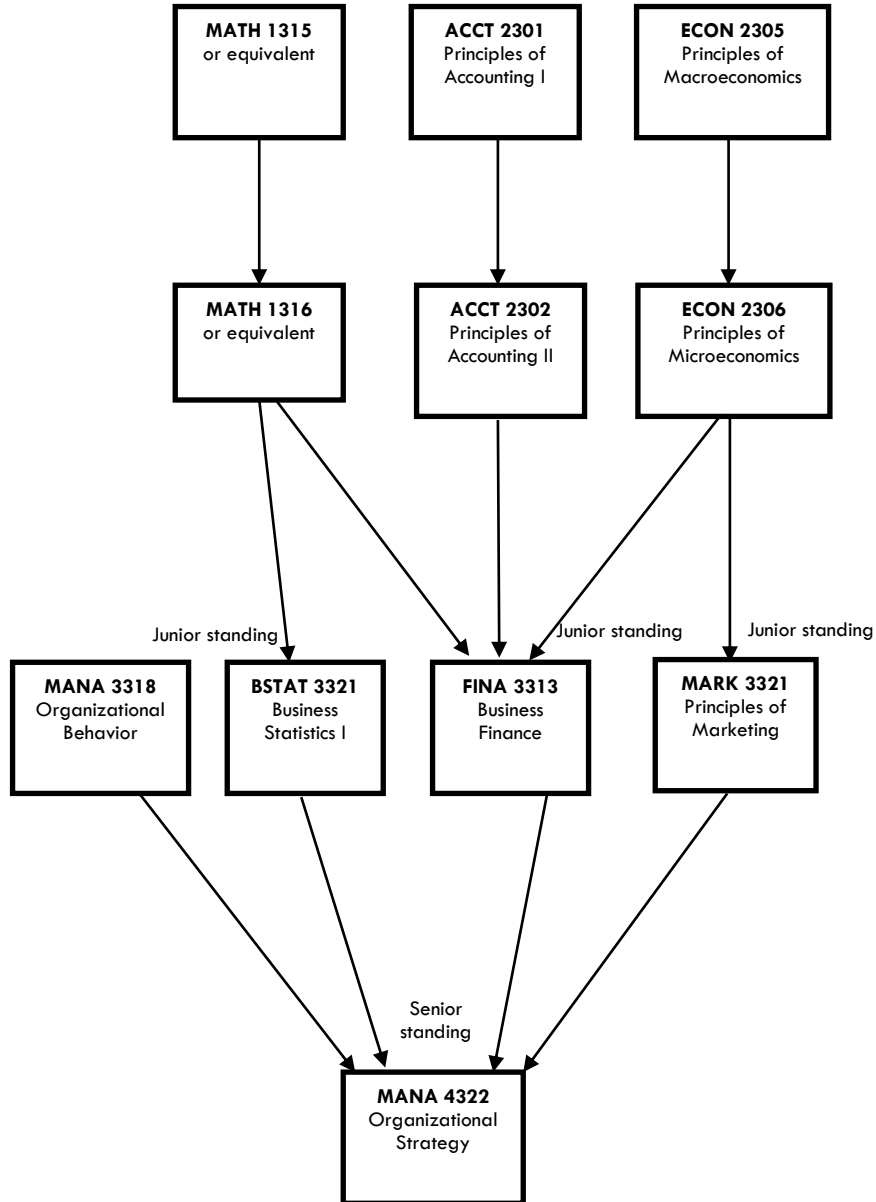 MATH 1315
or equivalent
ACCT 2301
Principles of
Accounting I
ECON 2305
Principles of
Macroeconomics
MATH 1316
or equivalent
ACCT 2302
Principles of
Accounting II
ECON 2306
Principles of
Microeconomics
Junior standing
Junior standing
Junior standing
MANA 3318
Organizational
Behavior
BSTAT 3321
Business
Statistics I
FINA 3313
Business
Finance
MARK 3321
Principles of
Marketing
Senior
standing
MANA 4322
Organizational
Strategy